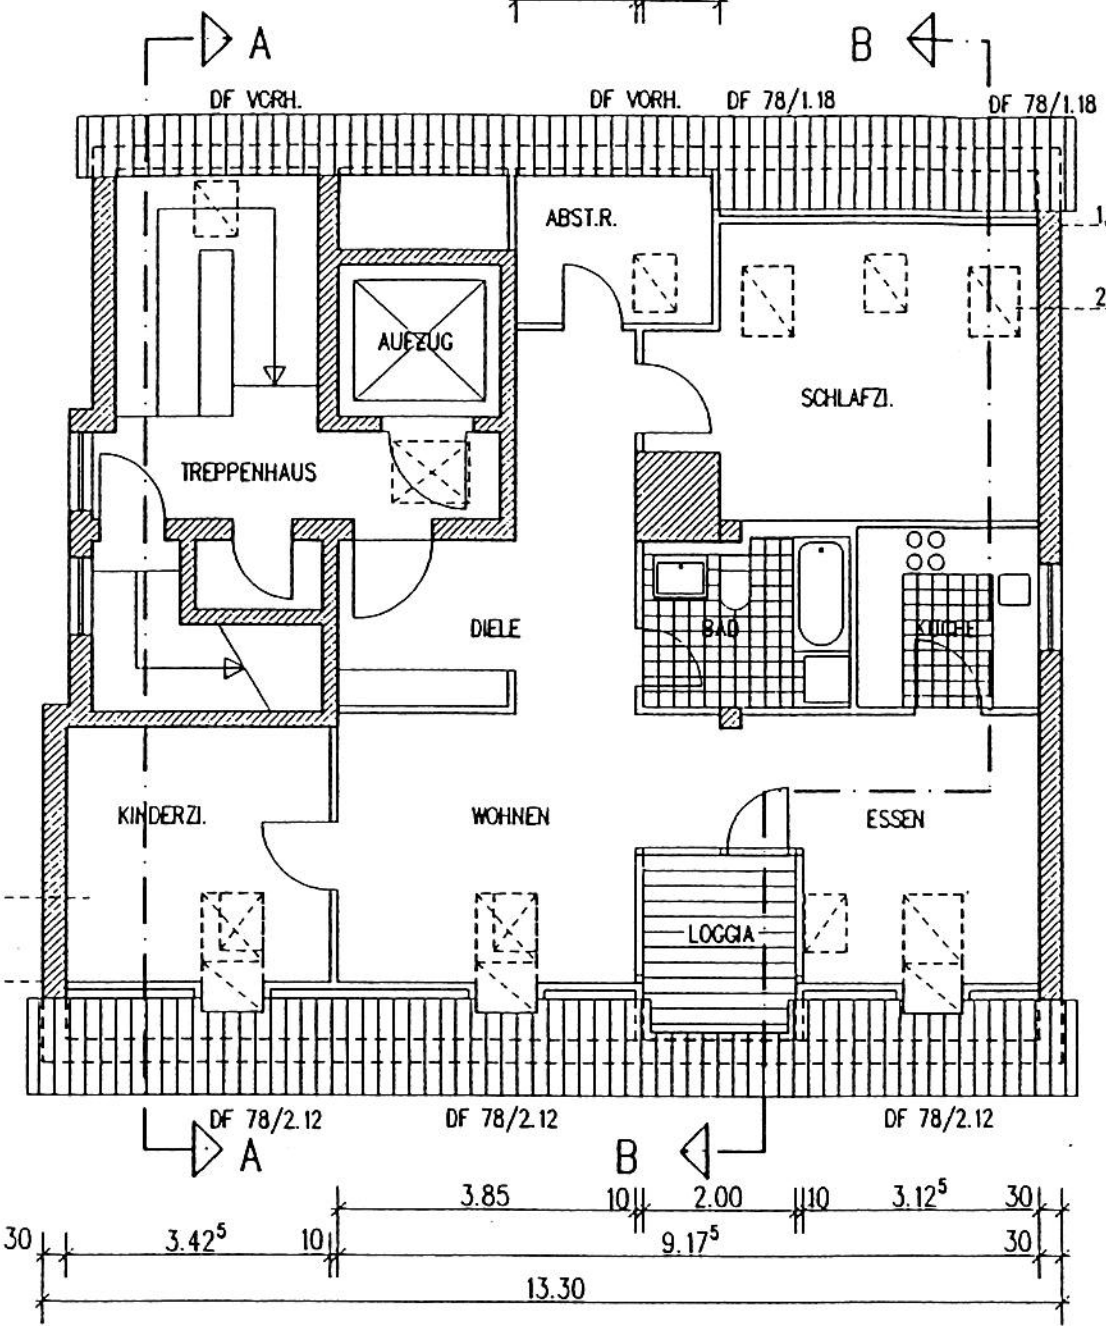 A B
DF VORH. DF VORH. DF 78/1.18 DF 78/1.18
ABST.R.
1.
2
AUFZUG
SCHLAFZI.
TREPPENHAUS
DIELE BAD KÜCHE
KINDERZI. WOHNEN ESSEN
LOGGIA
DF 78/2.12 DF 78/2.12 DF 78/2.12
A B
3.85 10 2.00 10 3.12⁵ 30
30 3.42⁵ 10 9.17⁵ 30
13.30